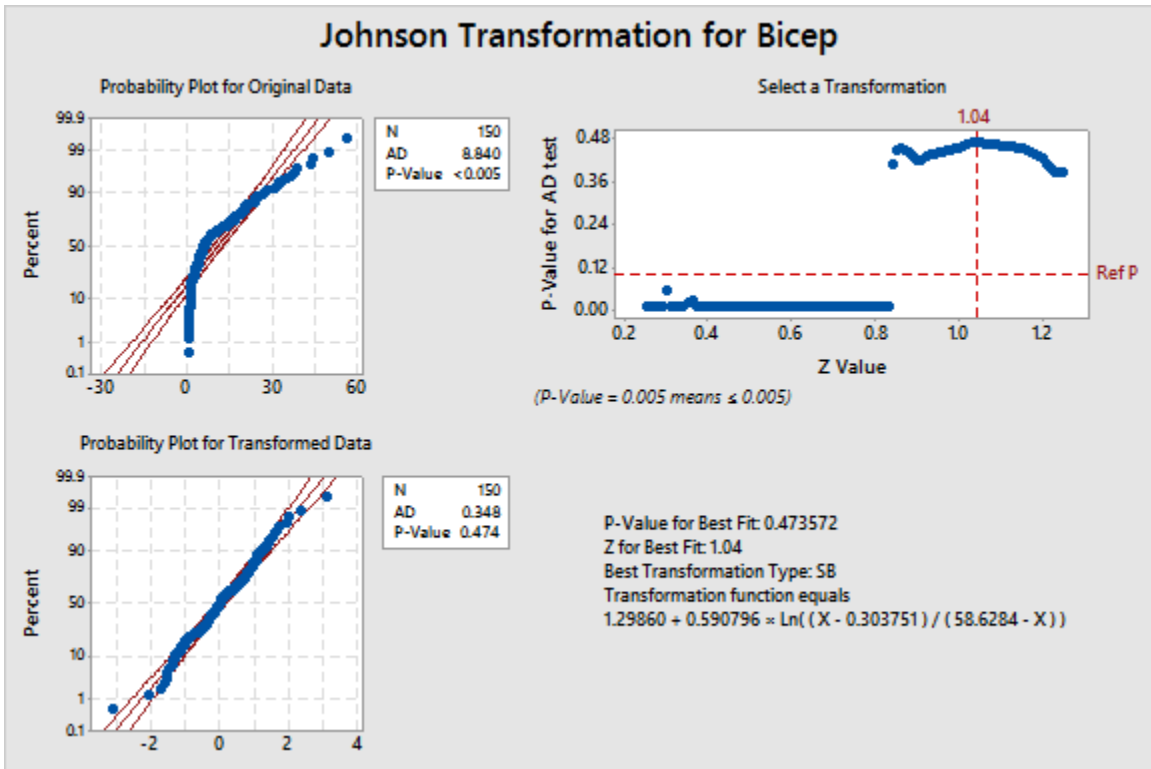 Johnson Transformation for Bicep
Probability Plot for Original Data
99.9
99
90
50
10
1
0.1
Percent
-30 0 30 60
N 150
AD 8.840
P-Value <0.005
Select a Transformation
1.04
0.48
0.36
0.24
0.12
0.00
P-Value for AD test
Ref P
0.2 0.4 0.6 0.8 1.0 1.2
Z Value
(P-Value = 0.005 means ≤ 0.005)
Probability Plot for Transformed Data
99.9
99
90
50
10
1
0.1
Percent
-2 0 2 4
N 150
AD 0.348
P-Value 0.474
P-Value for Best Fit: 0.473572
Z for Best Fit: 1.04
Best Transformation Type: SB
Transformation function equals
1.29860 + 0.590796 × Ln( ( X - 0.303751 ) / ( 58.6284 - X ) )